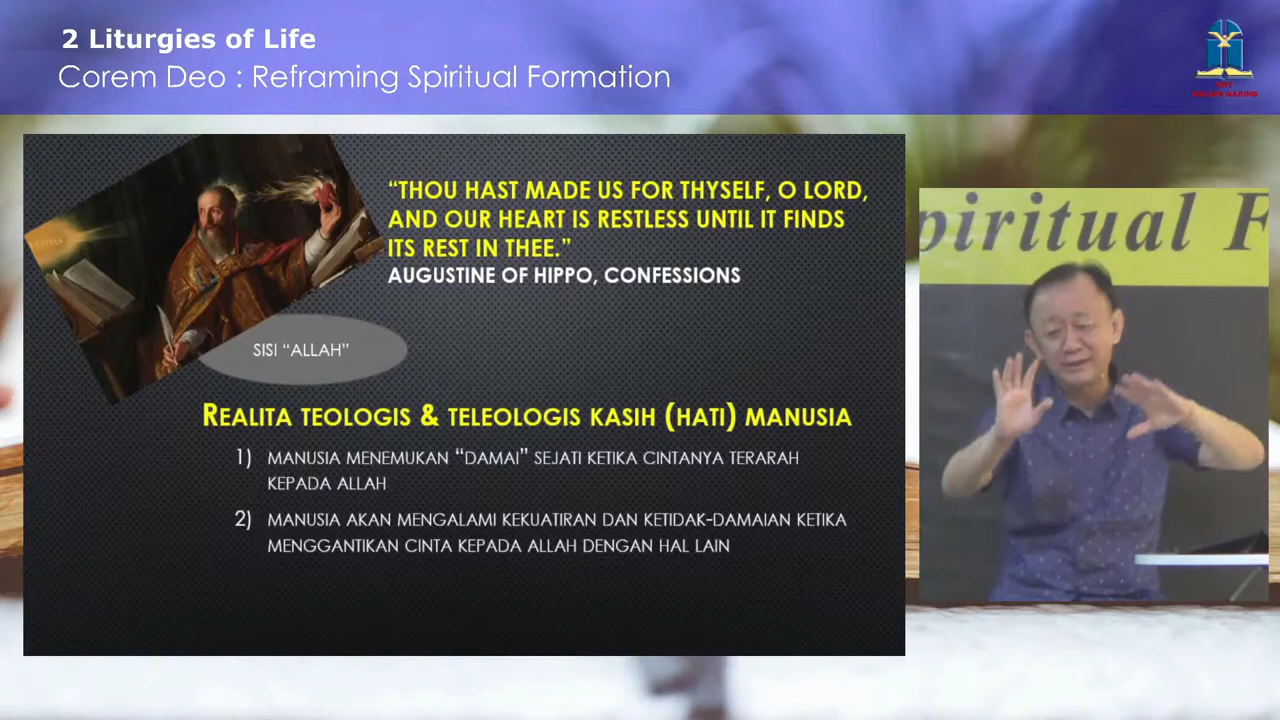 2 Liturgies of Life
Corem Deo : Reframing Spiritual Formation
“THOU HAST MADE US FOR THYSELF, O LORD,
AND OUR HEART IS RESTLESS UNTIL IT FINDS
ITS REST IN THEE.”
AUGUSTINE OF HIPPO, CONFESSIONS
SISI “ALLAH”
REALITA TEOLOGIS & TELEOLOGIS KASIH (HATI) MANUSIA
1) MANUSIA MENEMUKAN “DAMAI” SEJATI KETIKA CINTANYA TERARAH
KEPADA ALLAH
2) MANUSIA AKAN MENGALAMI KEKUATIRAN DAN KETIDAK-DAMAIAN KETIKA
MENGGANTIKAN CINTA KEPADA ALLAH DENGAN HAL LAIN
piritual F